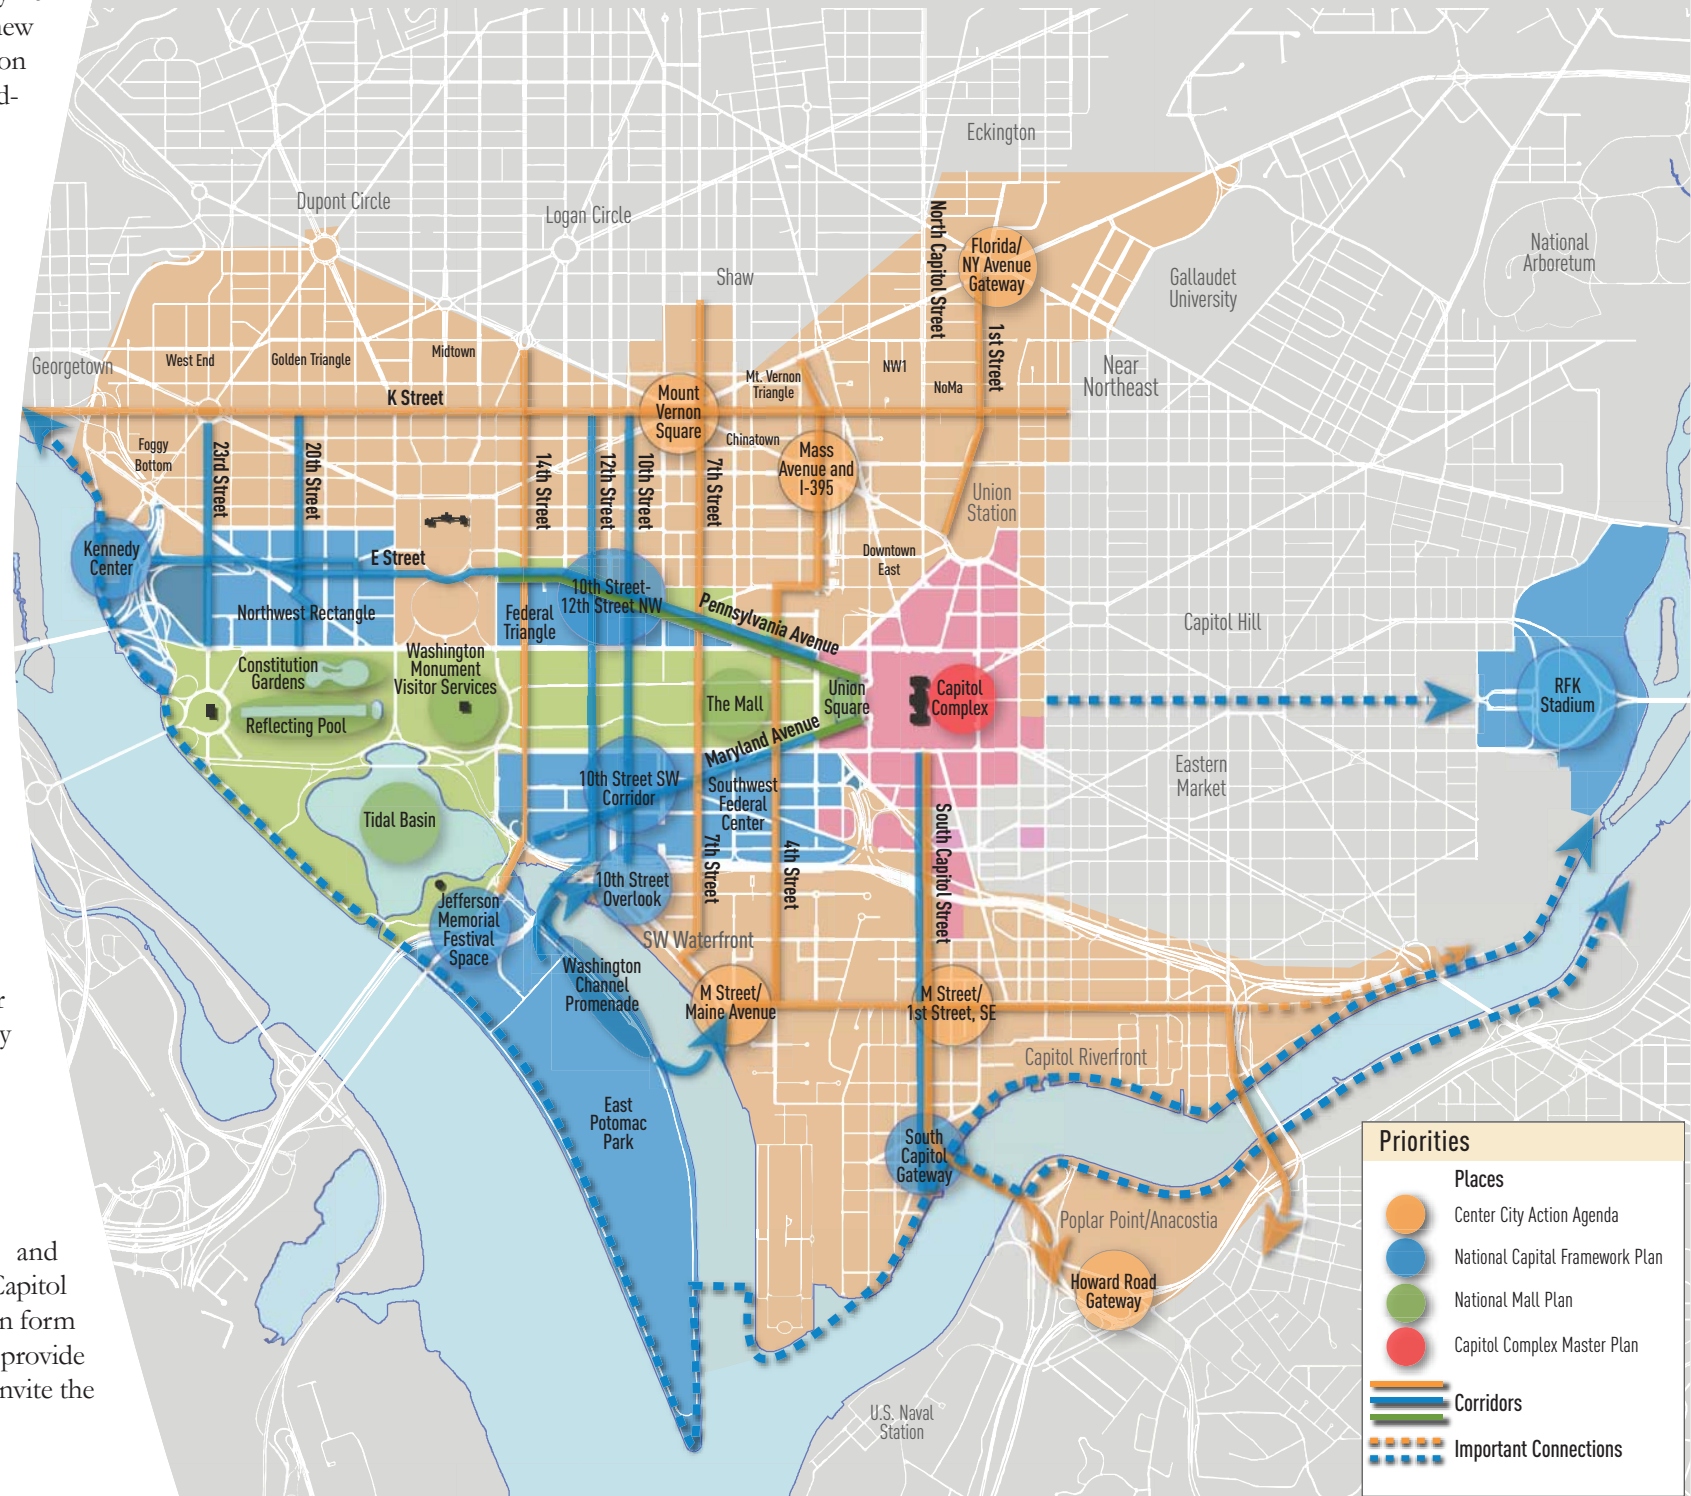 new
on
d-
r
y
and
Capitol
n form
provide
nvite the
Eckington
Dupont Circle
Logan Circle
National
Arboretum
Shaw
Gallaudet
University
North Capitol Street
Florida/
NY Avenue
Gateway
1st Street
Georgetown
West End
Golden Triangle
Midtown
K Street
Mount
Vernon
Square
Mt. Vernon
Triangle
NW1
NoMa
Near
Northeast
Foggy
Bottom
23rd Street
20th Street
14th Street
12th Street
10th Street
7th Street
Chinatown
Mass
Avenue and
I-395
Union
Station
Downtown
East
Kennedy
Center
E Street
Northwest Rectangle
Federal
Triangle
10th Street-
12th Street NW
Pennsylvania Avenue
Capitol Hill
Constitution
Gardens
Reflecting Pool
Washington
Monument
Visitor Services
The Mall
Union
Square
Capitol
Complex
RFK
Stadium
Maryland Avenue
10th Street SW
Corridor
Southwest
Federal
Center
Eastern
Market
Tidal Basin
7th Street
4th Street
South Capitol Street
10th Street
Overlook
Jefferson
Memorial
Festival
Space
SW Waterfront
Washington
Channel
Promenade
M Street/
Maine Avenue
M Street/
1st Street, SE
Capitol Riverfront
East
Potomac
Park
South
Capitol
Gateway
Poplar Point/Anacostia
Howard Road
Gateway
U.S. Naval
Station
Priorities
Places
Center City Action Agenda
National Capital Framework Plan
National Mall Plan
Capitol Complex Master Plan
Corridors
Important Connections